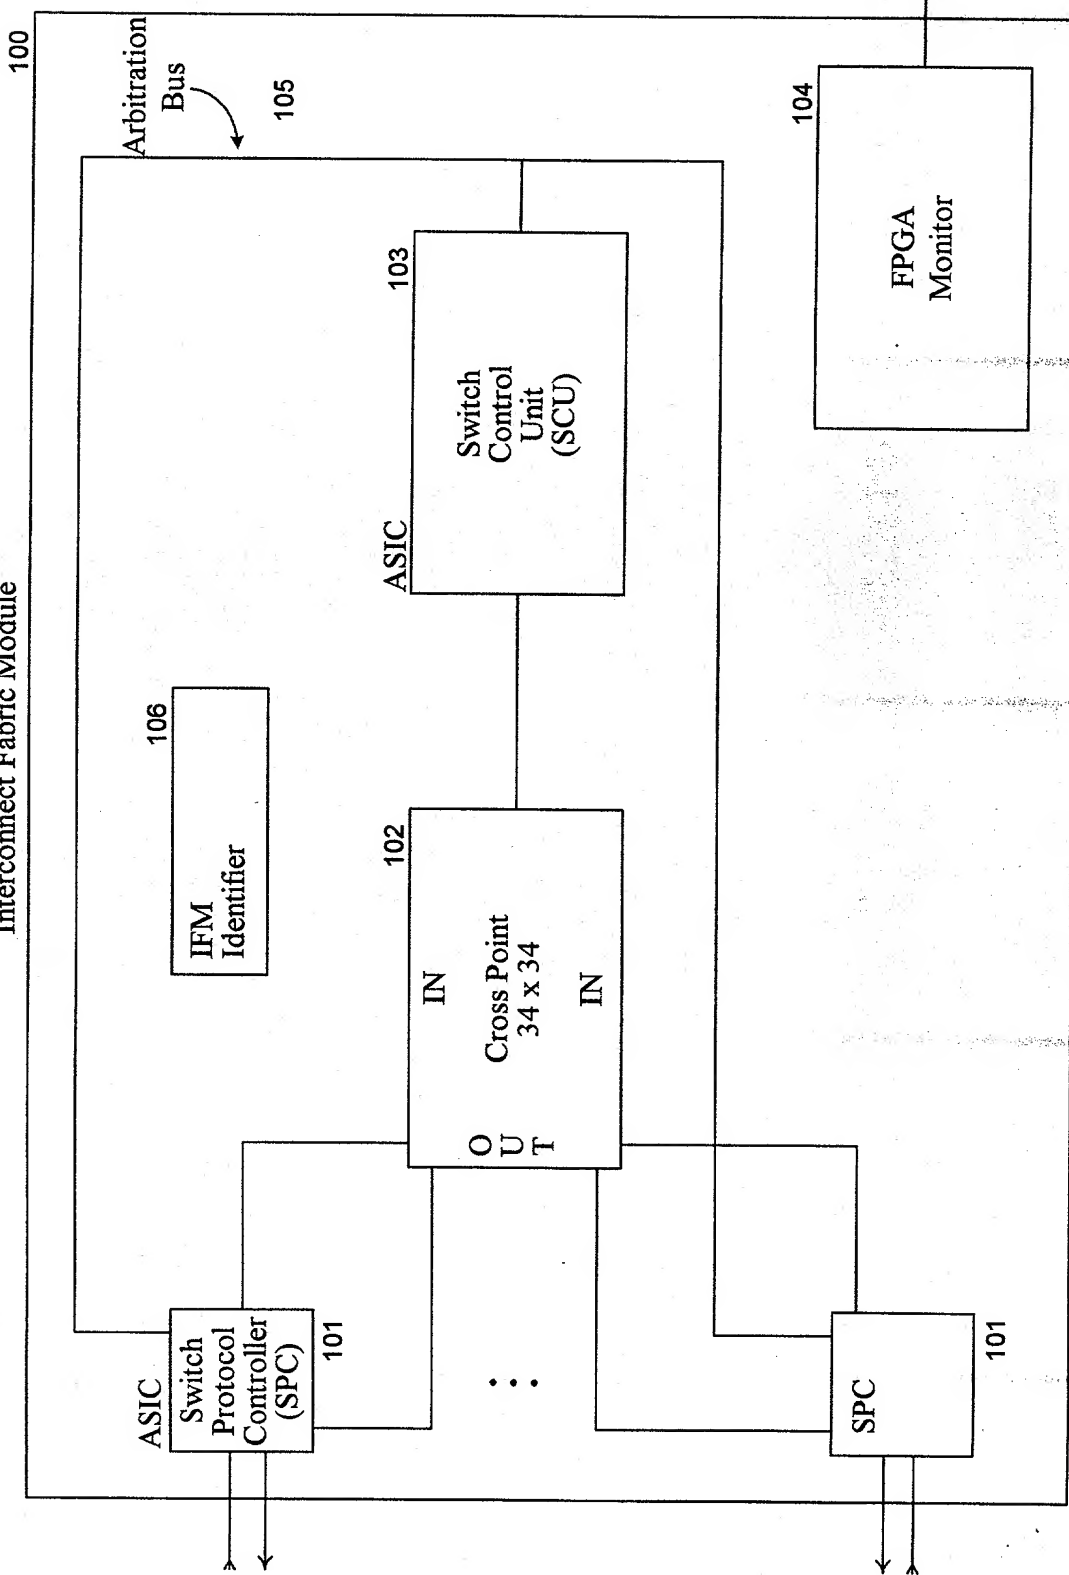 Interconnect Fabric Module
100
Arbitration
Bus
105
106
IFM
Identifier
ASIC
Switch
Protocol
Controller
(SPC)
101
102
IN
Cross Point
34 x 34
IN
OUT
ASIC
103
Switch
Control
Unit
(SCU)
...
SPC
101
104
FPGA
Monitor